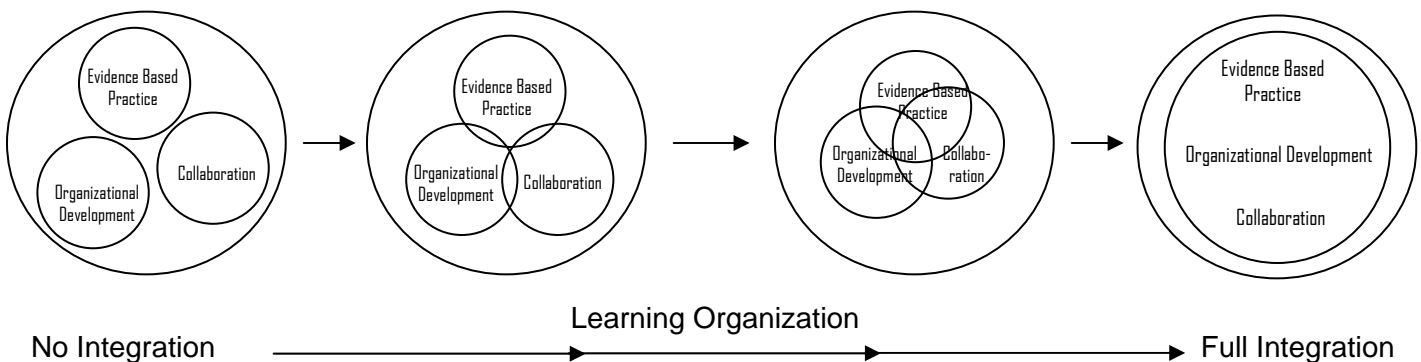 Evidence Based
Practice
Collaboration
Organizational
Development
Evidence Based
Practice
Organizational
Development
Collaboration
Evidence Based
Practice
Organizational
Development
Collabo-
ration
Evidence Based
Practice
Organizational Development
Collaboration
Learning Organization
No Integration
Full Integration